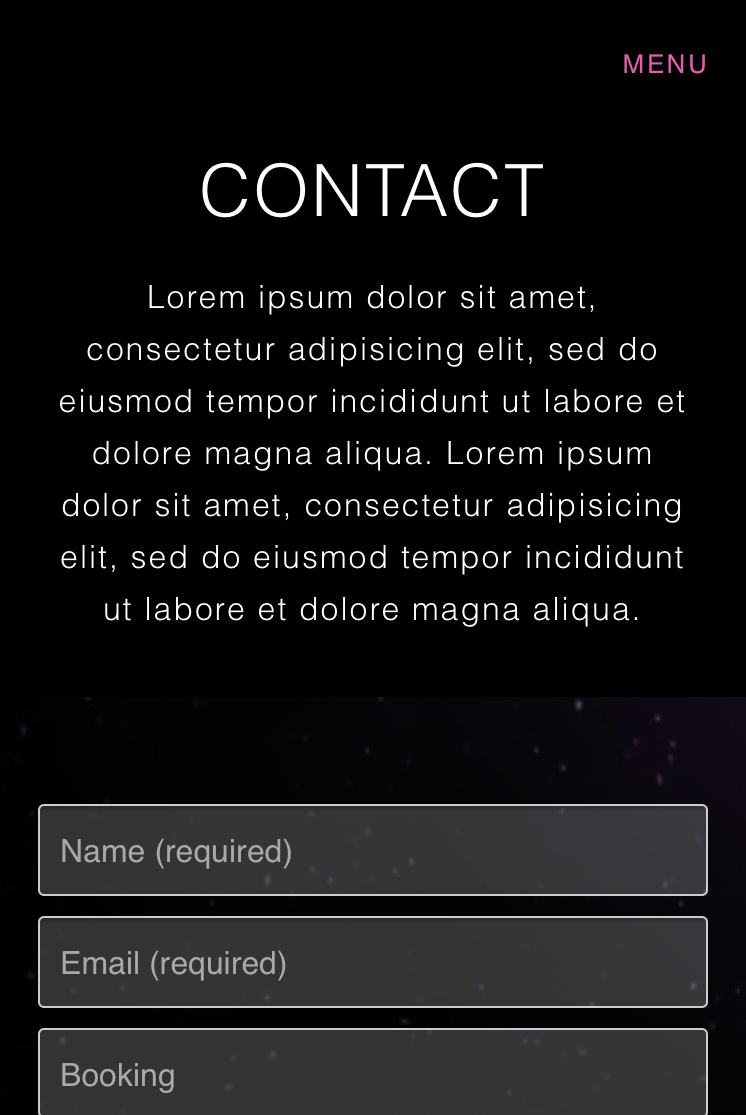 MENU
CONTACT
Lorem ipsum dolor sit amet,
consectetur adipisicing elit, sed do
eiusmod tempor incididunt ut labore et
dolore magna aliqua. Lorem ipsum
dolor sit amet, consectetur adipisicing
elit, sed do eiusmod tempor incididunt
ut labore et dolore magna aliqua.
Name (required)
Email (required)
Booking